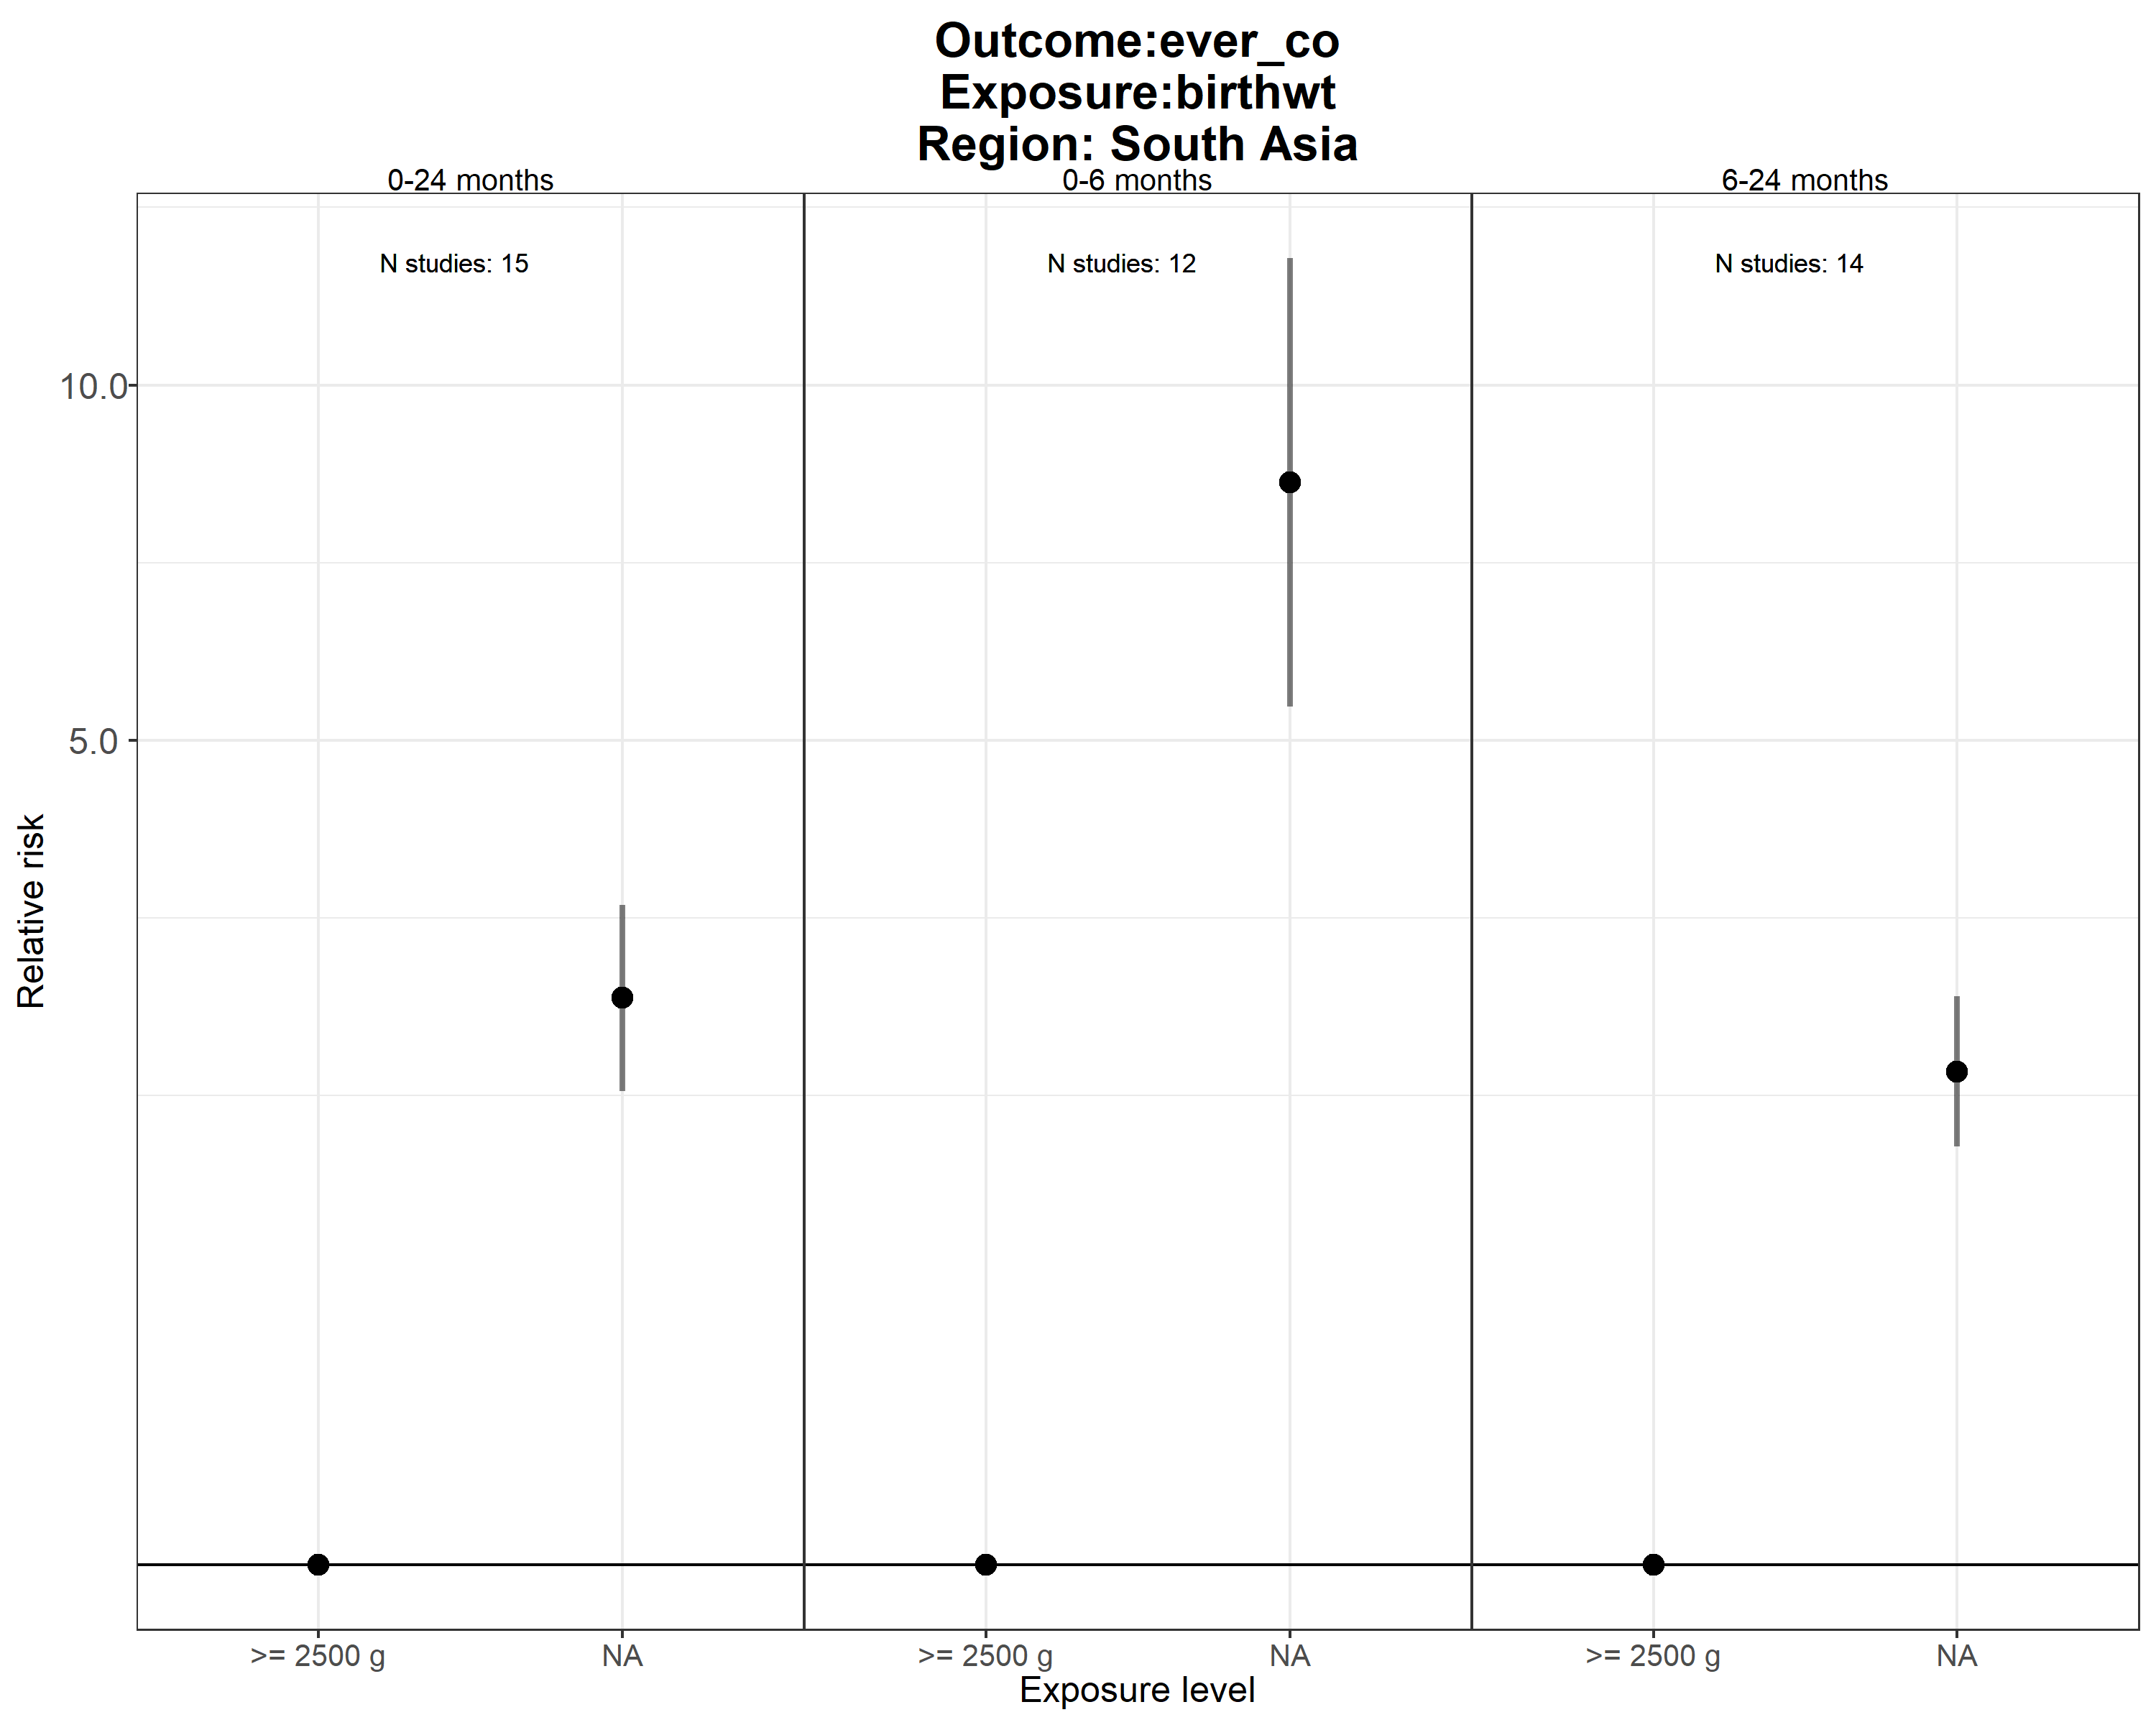 Outcome:ever_co
Exposure:birthwt
Region: South Asia
0-24 months
0-6 months
6-24 months
N studies: 15
N studies: 12
N studies: 14
10.0
5.0
Relative risk
>= 2500 g
NA
>= 2500 g
NA
>= 2500 g
NA
Exposure level